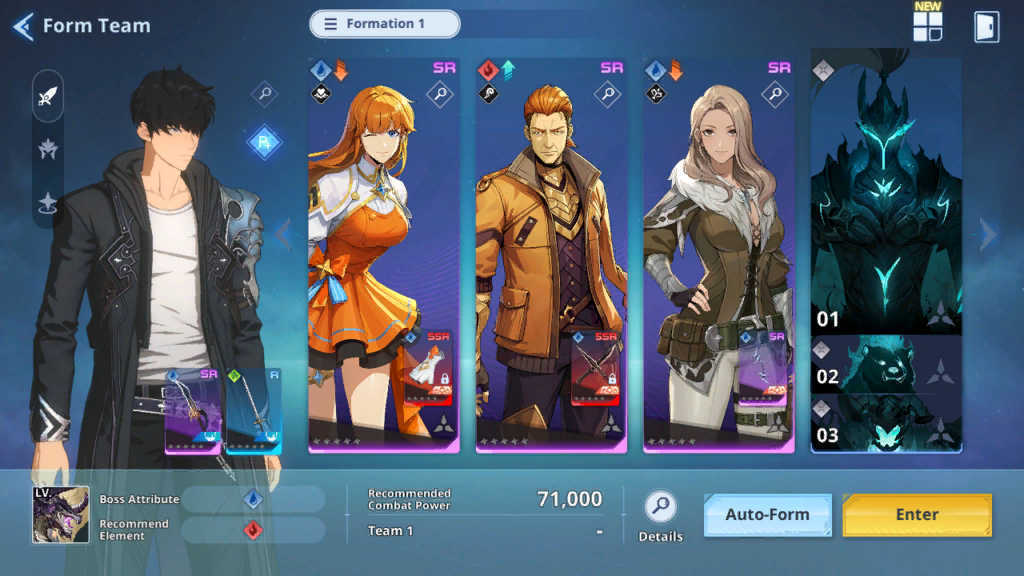 Form Team
Formation 1
NEW
SR
SR
SR
SR
R
SSR
SSR
SR
01
02
03
LV.
Boss Attribute
Recommend
Element
Recommended
Combat Power
71,000
Team 1
-
Details
Auto-Form
Enter